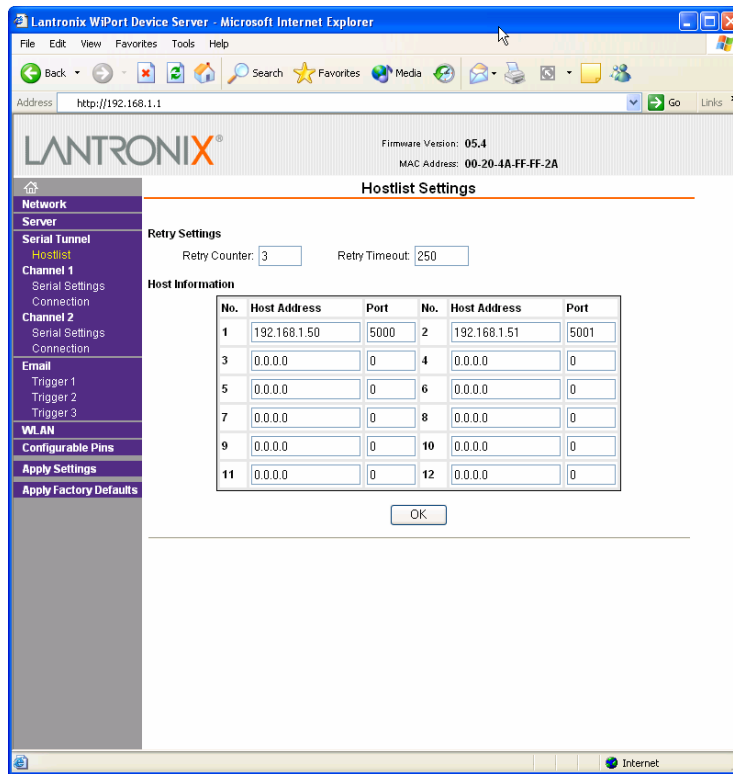 Lantronix WiPort Device Server - Microsoft Internet Explorer
File Edit View Favorites Tools Help
Back Search Favorites Media
Address http://192.168.1.1 Go Links
LANTRONIX®
Firmware Version: 05.4
MAC Address: 00-20-4A-FF-FF-2A
Network
Server
Serial Tunnel
Hostlist
Channel 1
Serial Settings
Connection
Channel 2
Serial Settings
Connection
Email
Trigger 1
Trigger 2
Trigger 3
WLAN
Configurable Pins
Apply Settings
Apply Factory Defaults
Hostlist Settings
Retry Settings
Retry Counter: 3 Retry Timeout: 250
Host Information
No. Host Address Port No. Host Address Port
1 192.168.1.50 5000 2 192.168.1.51 5001
3 0.0.0.0 0 4 0.0.0.0 0
5 0.0.0.0 0 6 0.0.0.0 0
7 0.0.0.0 0 8 0.0.0.0 0
9 0.0.0.0 0 10 0.0.0.0 0
11 0.0.0.0 0 12 0.0.0.0 0
OK
Internet